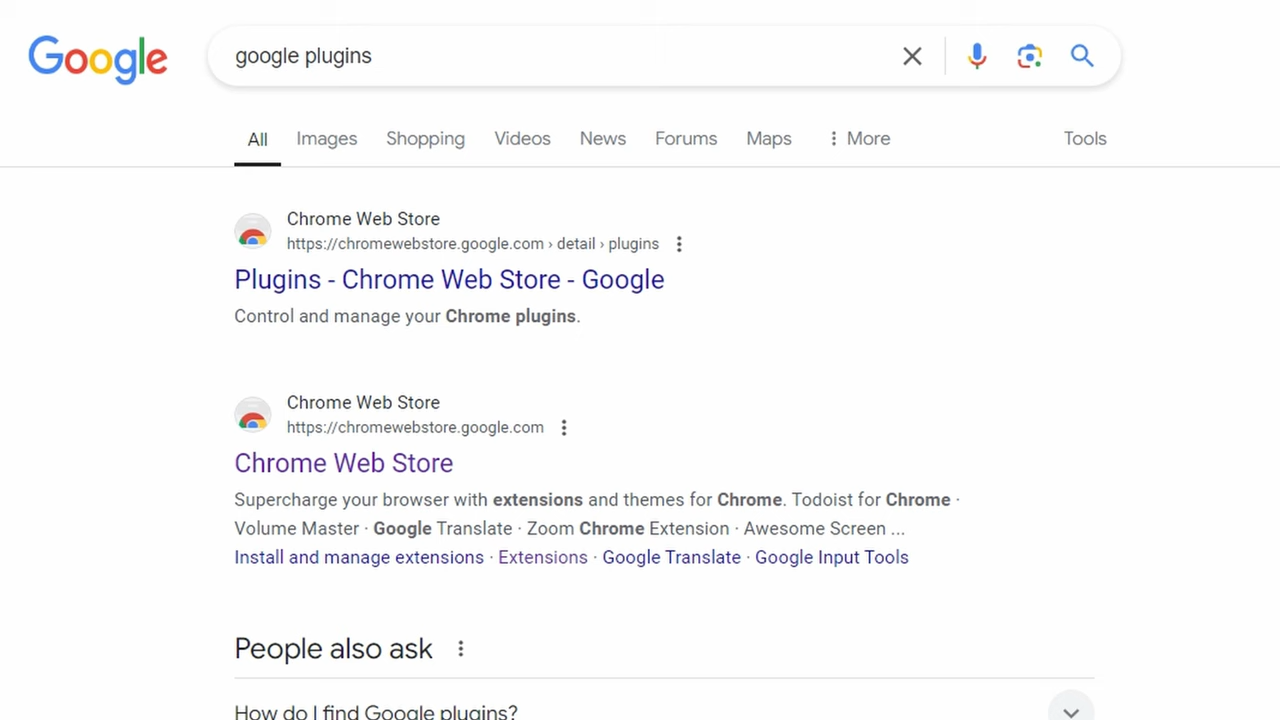 Google
google plugins
All Images Shopping Videos News Forums Maps More Tools
Chrome Web Store
https://chromewebstore.google.com › detail › plugins
Plugins - Chrome Web Store - Google
Control and manage your Chrome plugins.
Chrome Web Store
https://chromewebstore.google.com
Chrome Web Store
Supercharge your browser with extensions and themes for Chrome. Todoist for Chrome ·
Volume Master · Google Translate · Zoom Chrome Extension · Awesome Screen ...
Install and manage extensions · Extensions · Google Translate · Google Input Tools
People also ask
How do I find Google plugins?